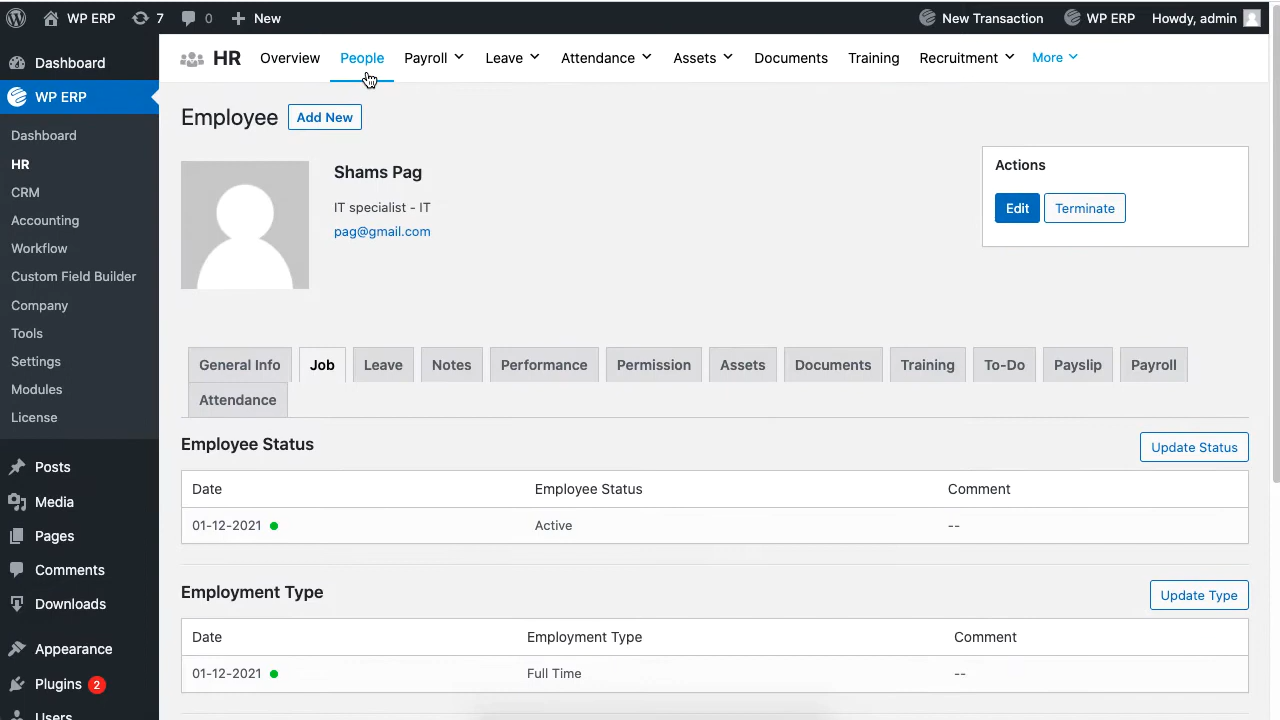 WP ERP 7 0 New New Transaction WP ERP Howdy, admin
Dashboard
WP ERP
Dashboard
HR
CRM
Accounting
Workflow
Custom Field Builder
Company
Tools
Settings
Modules
License
Posts
Media
Pages
Comments
Downloads
Appearance
Plugins 2
Users
HR Overview People Payroll Leave Attendance Assets Documents Training Recruitment More
Employee Add New
Shams Pag
IT specialist - IT
pag@gmail.com
Actions
Edit Terminate
General Info Job Leave Notes Performance Permission Assets Documents Training To-Do Payslip Payroll
Attendance
Employee Status Update Status
Date Employee Status Comment
01-12-2021 Active --
Employment Type Update Type
Date Employment Type Comment
01-12-2021 Full Time --